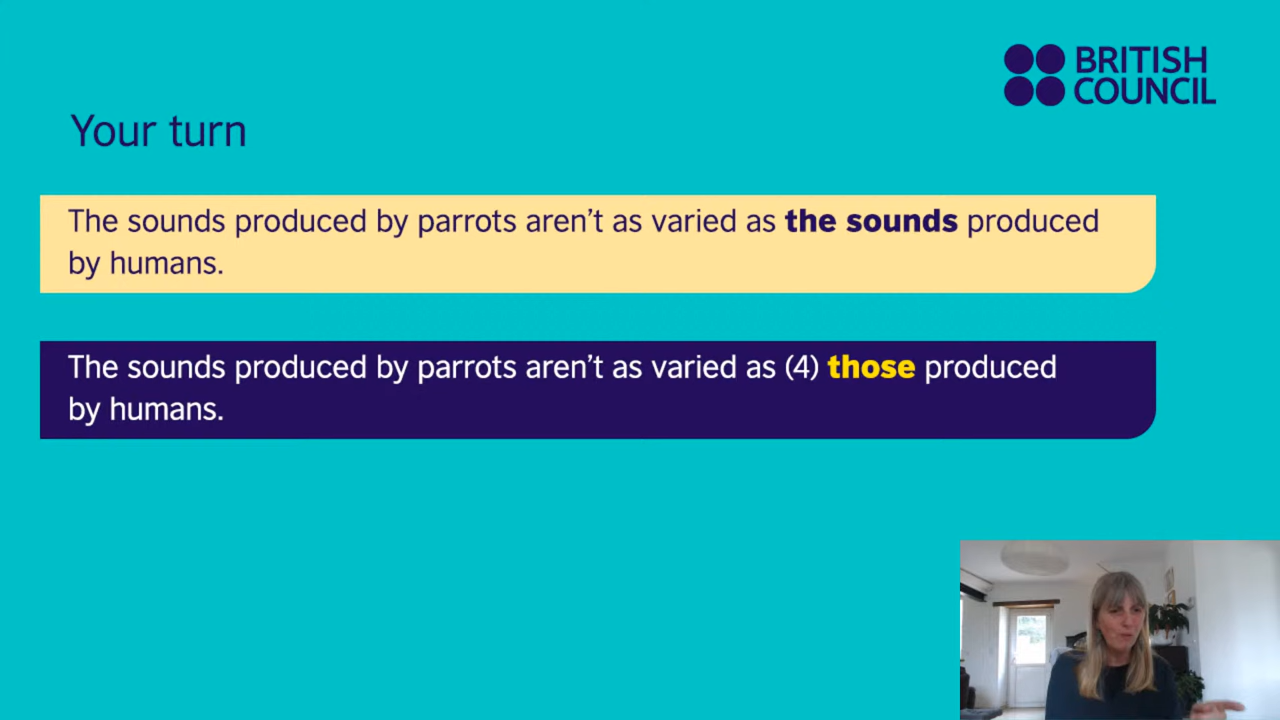 BRITISH
COUNCIL
Your turn
The sounds produced by parrots aren't as varied as the sounds produced
by humans.
The sounds produced by parrots aren't as varied as (4) those produced
by humans.